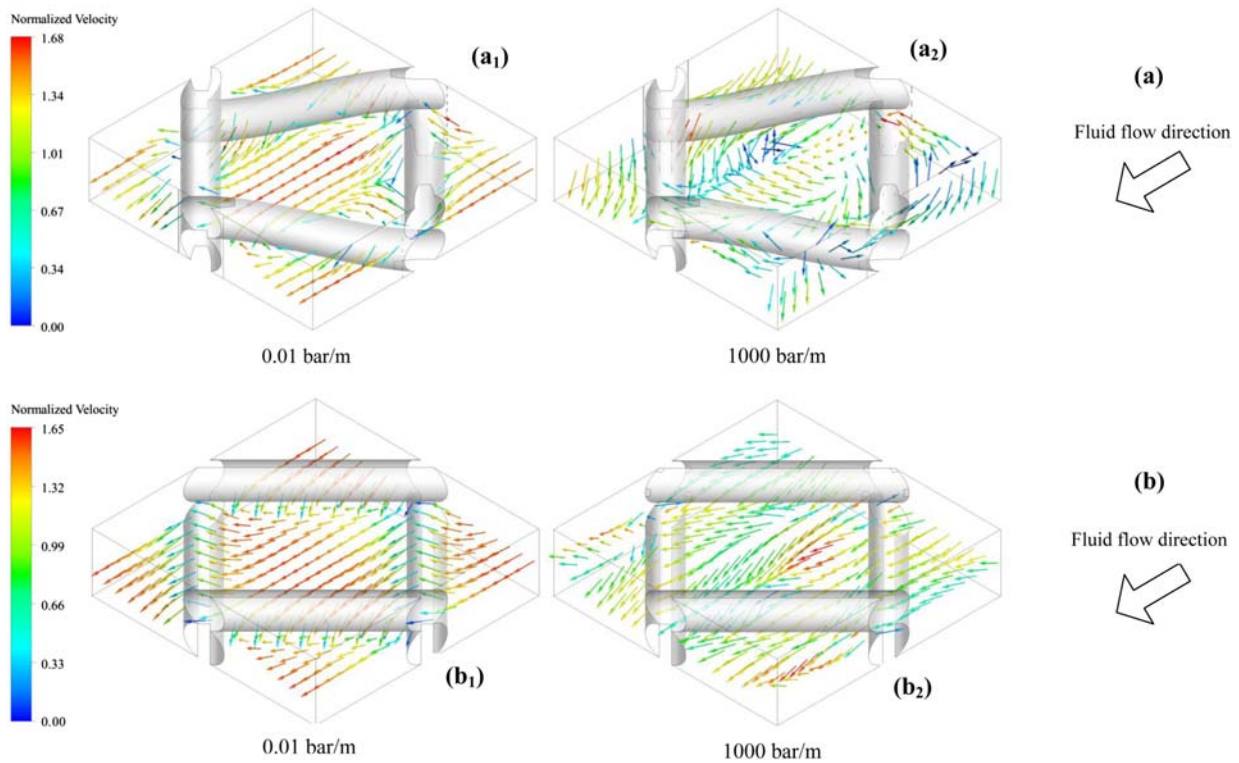 Normalized Velocity
1.68
1.34
1.01
0.67
0.34
0.00
(a1)
0.01 bar/m
(a2)
1000 bar/m
(a)
Fluid flow direction
Normalized Velocity
1.65
1.32
0.99
0.66
0.33
0.00
(b1)
0.01 bar/m
(b2)
1000 bar/m
(b)
Fluid flow direction